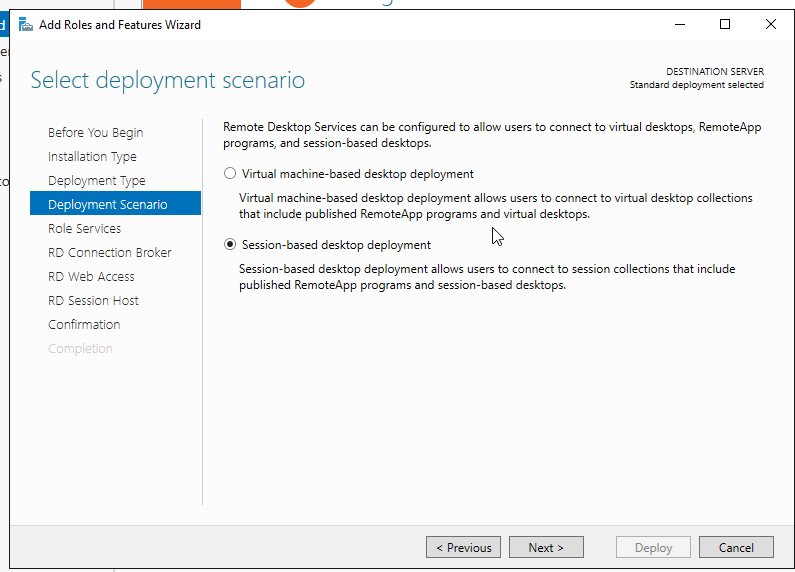 Add Roles and Features Wizard
Select deployment scenario
DESTINATION SERVER
Standard deployment selected
Before You Begin
Installation Type
Deployment Type
Deployment Scenario
Role Services
RD Connection Broker
RD Web Access
RD Session Host
Confirmation
Completion
Remote Desktop Services can be configured to allow users to connect to virtual desktops, RemoteApp
programs, and session-based desktops.
Virtual machine-based desktop deployment
Virtual machine-based desktop deployment allows users to connect to virtual desktop collections
that include published RemoteApp programs and virtual desktops.
Session-based desktop deployment
Session-based desktop deployment allows users to connect to session collections that include
published RemoteApp programs and session-based desktops.
< Previous
Next >
Deploy
Cancel